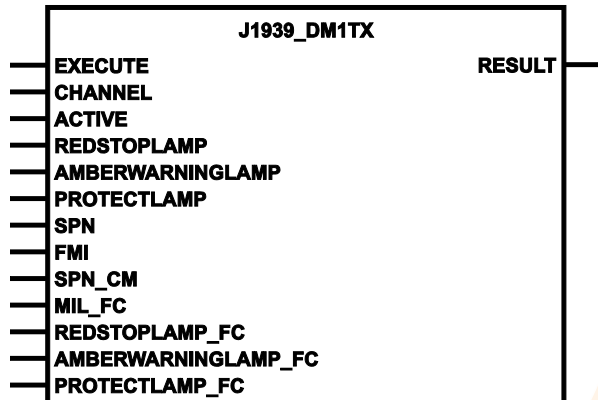 J1939_DM1TX
EXECUTE RESULT
CHANNEL
ACTIVE
REDSTOPLAMP
AMBERWARNINGLAMP
PROTECTLAMP
SPN
FMI
SPN_CM
MIL_FC
REDSTOPLAMP_FC
AMBERWARNINGLAMP_FC
PROTECTLAMP_FC